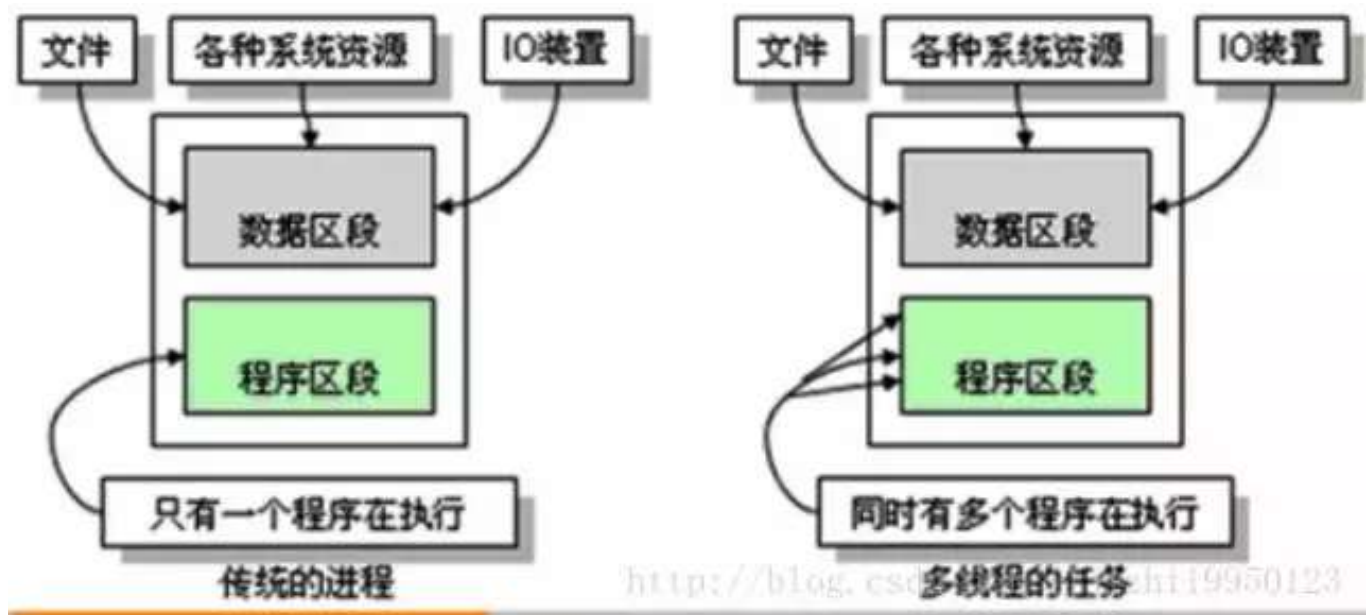 文件 各种系统资源 IO装置
文件 各种系统资源 IO装置
数据区段
数据区段
程序区段
程序区段
只有一个程序在执行
同时有多个程序在执行
传统的进程
多线程的任务
http://blog.